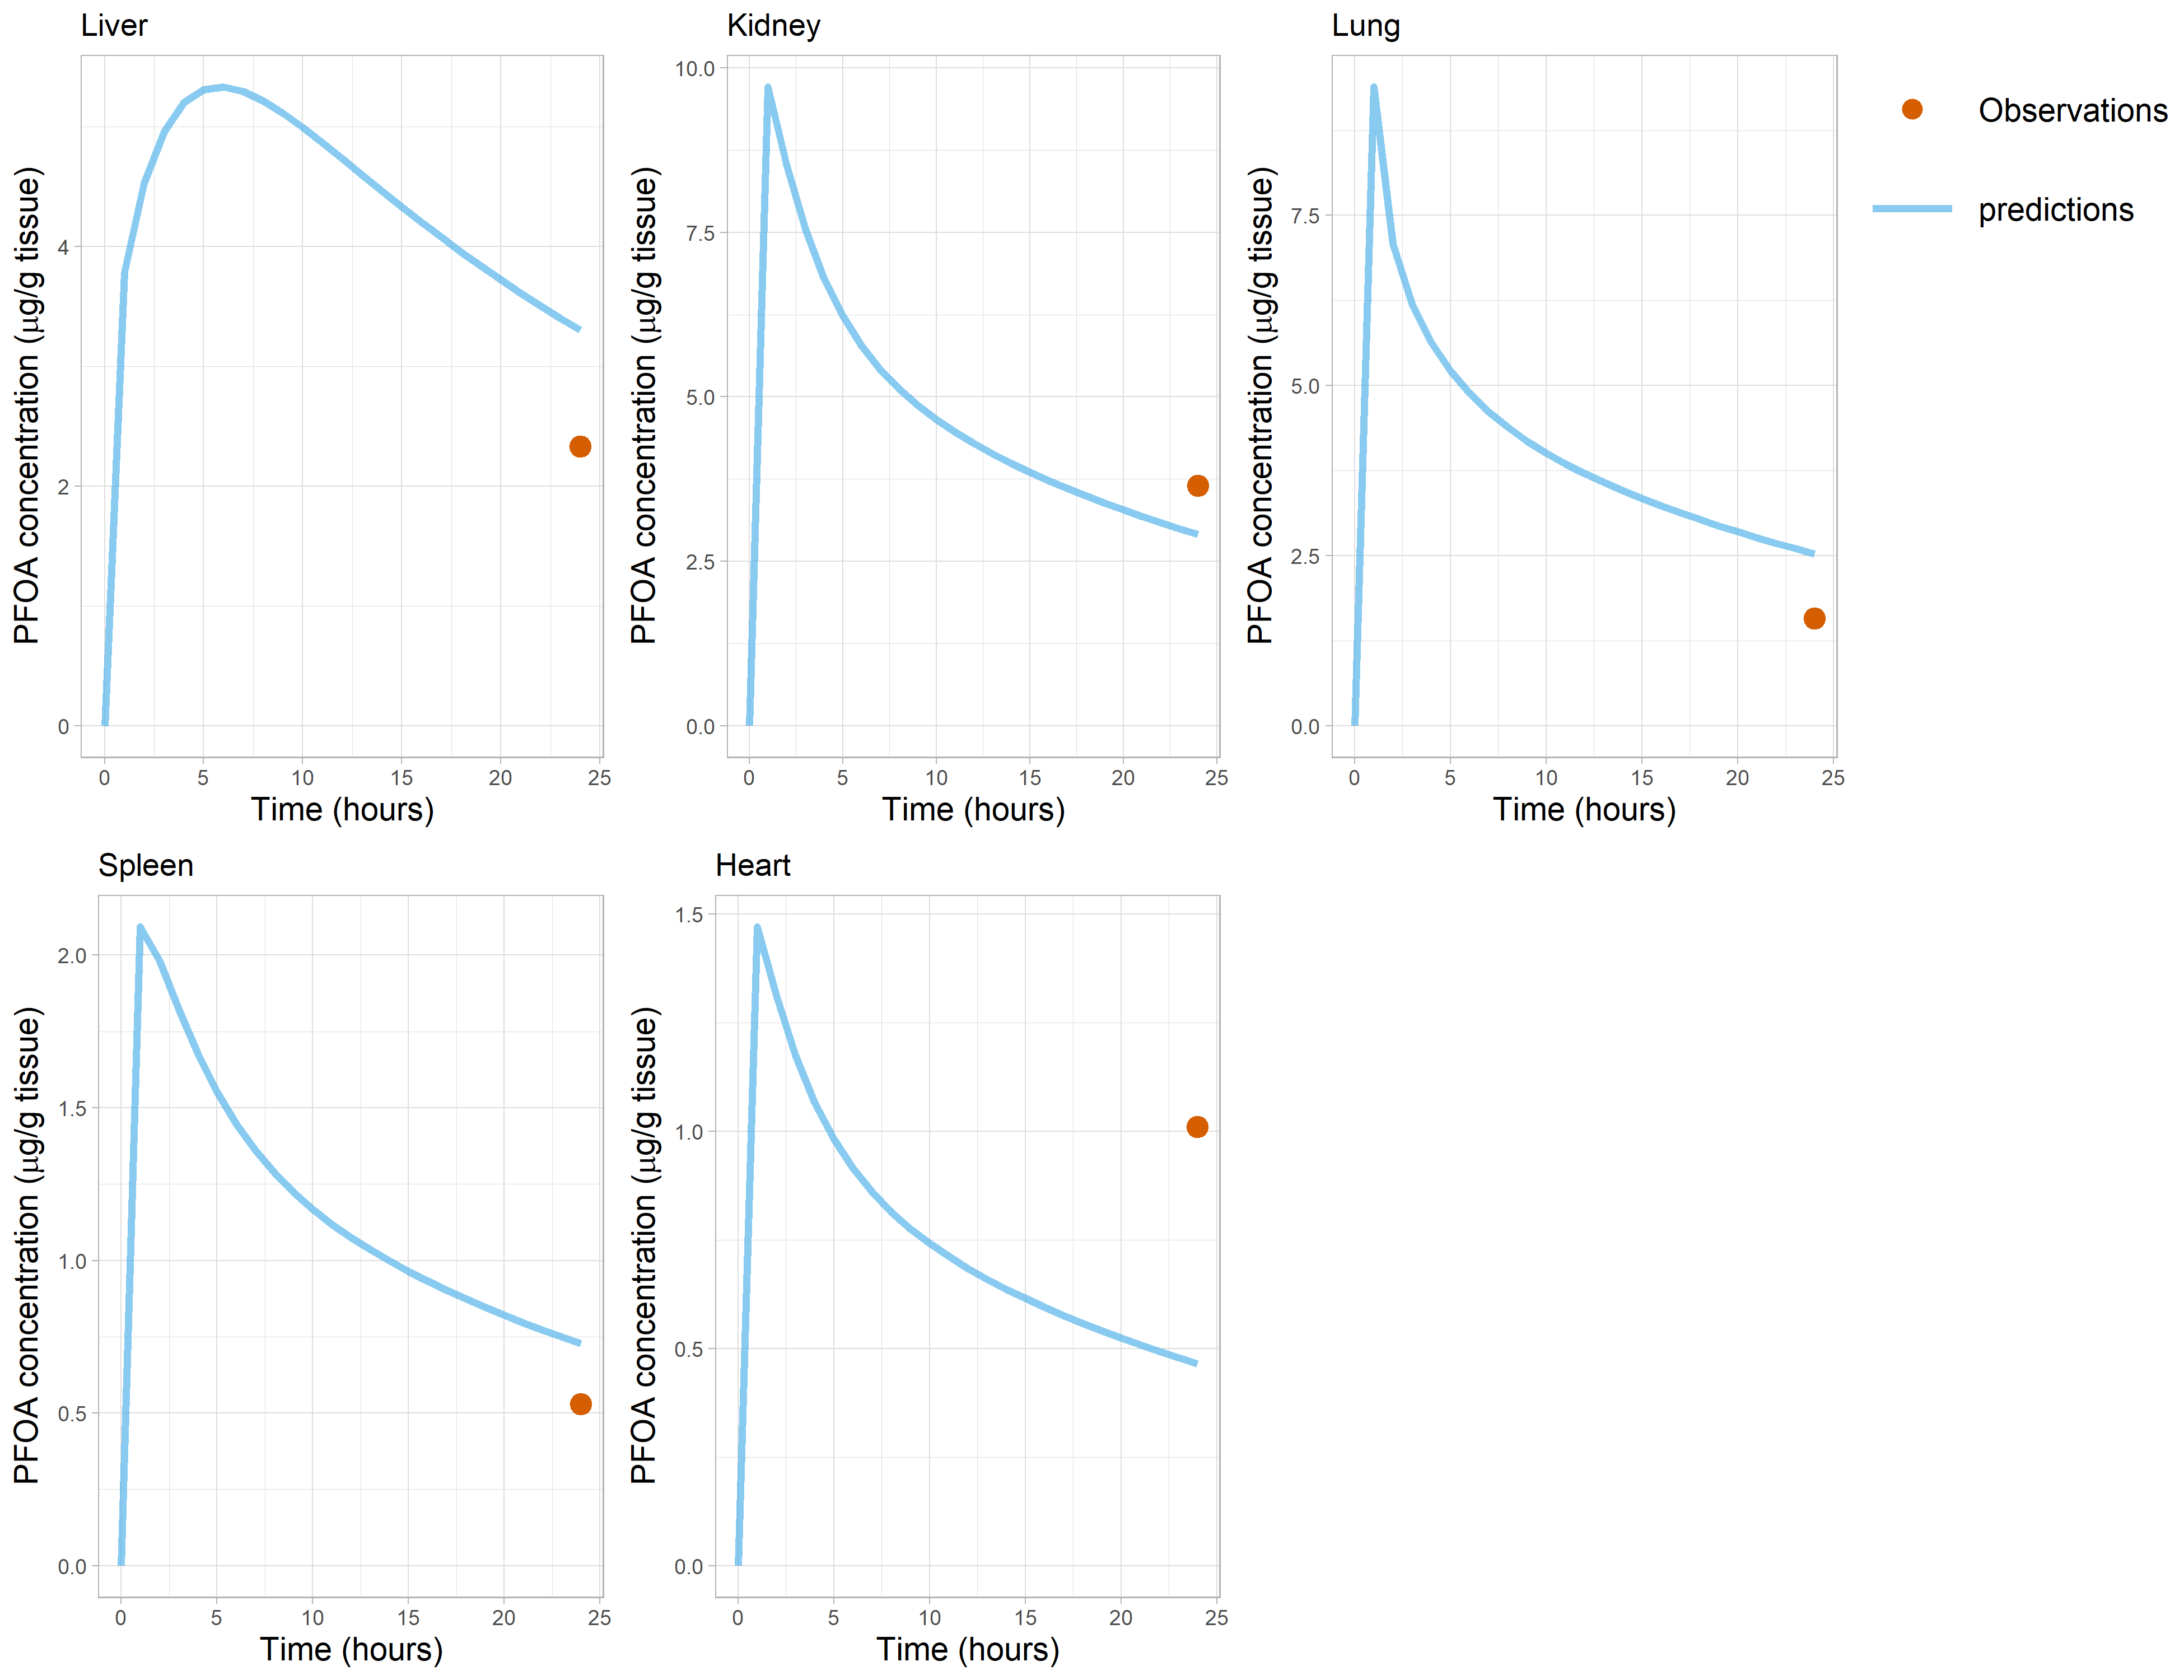 Liver
PFOA concentration (μg/g tissue)
4
2
0
0 5 10 15 20 25
Time (hours)
Kidney
PFOA concentration (μg/g tissue)
10.0
7.5
5.0
2.5
0.0
0 5 10 15 20 25
Time (hours)
Lung
PFOA concentration (μg/g tissue)
7.5
5.0
2.5
0.0
0 5 10 15 20 25
Time (hours)
Observations
predictions
Spleen
PFOA concentration (μg/g tissue)
2.0
1.5
1.0
0.5
0.0
0 5 10 15 20 25
Time (hours)
Heart
PFOA concentration (μg/g tissue)
1.5
1.0
0.5
0.0
0 5 10 15 20 25
Time (hours)